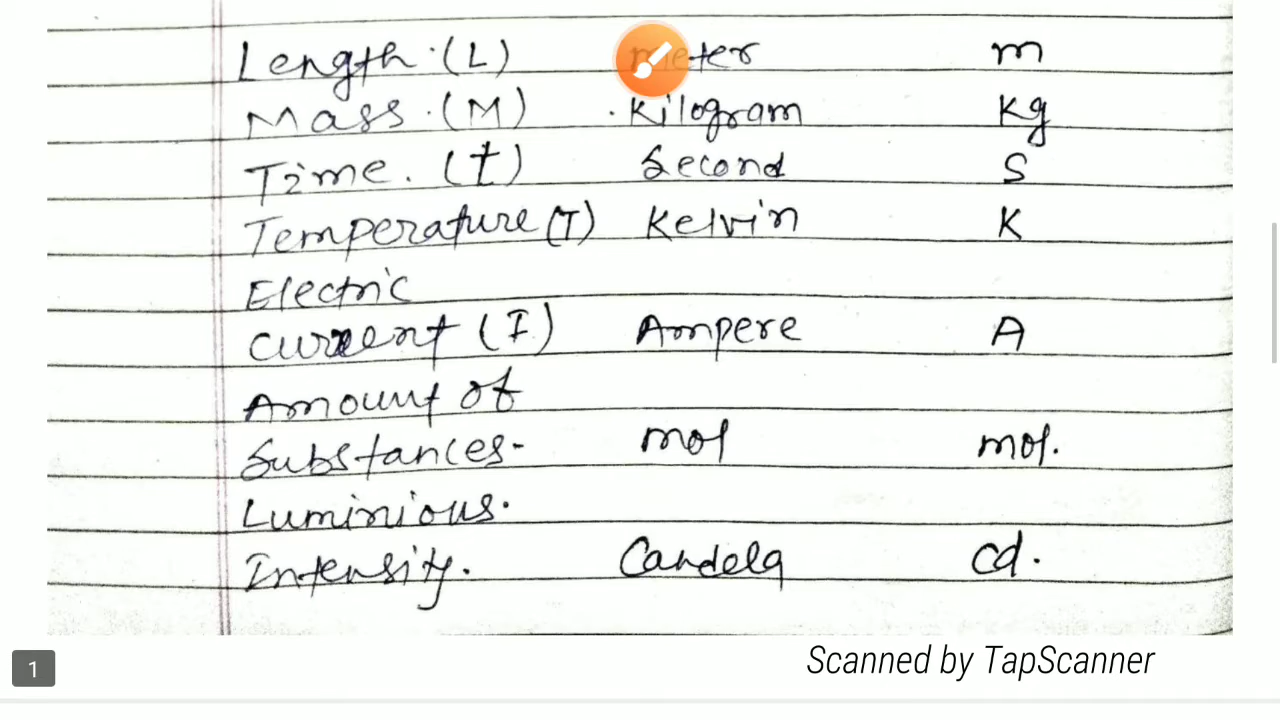 Length (L) meter m
Mass (M) Kilogram Kg
Time. (t) Second S
Temperature (T) Kelvin K
Electric
Current (I) Ampere A
Amount of
Substances- mol mol.
Luminious.
Intensity. Candela cd.
Scanned by TapScanner
1